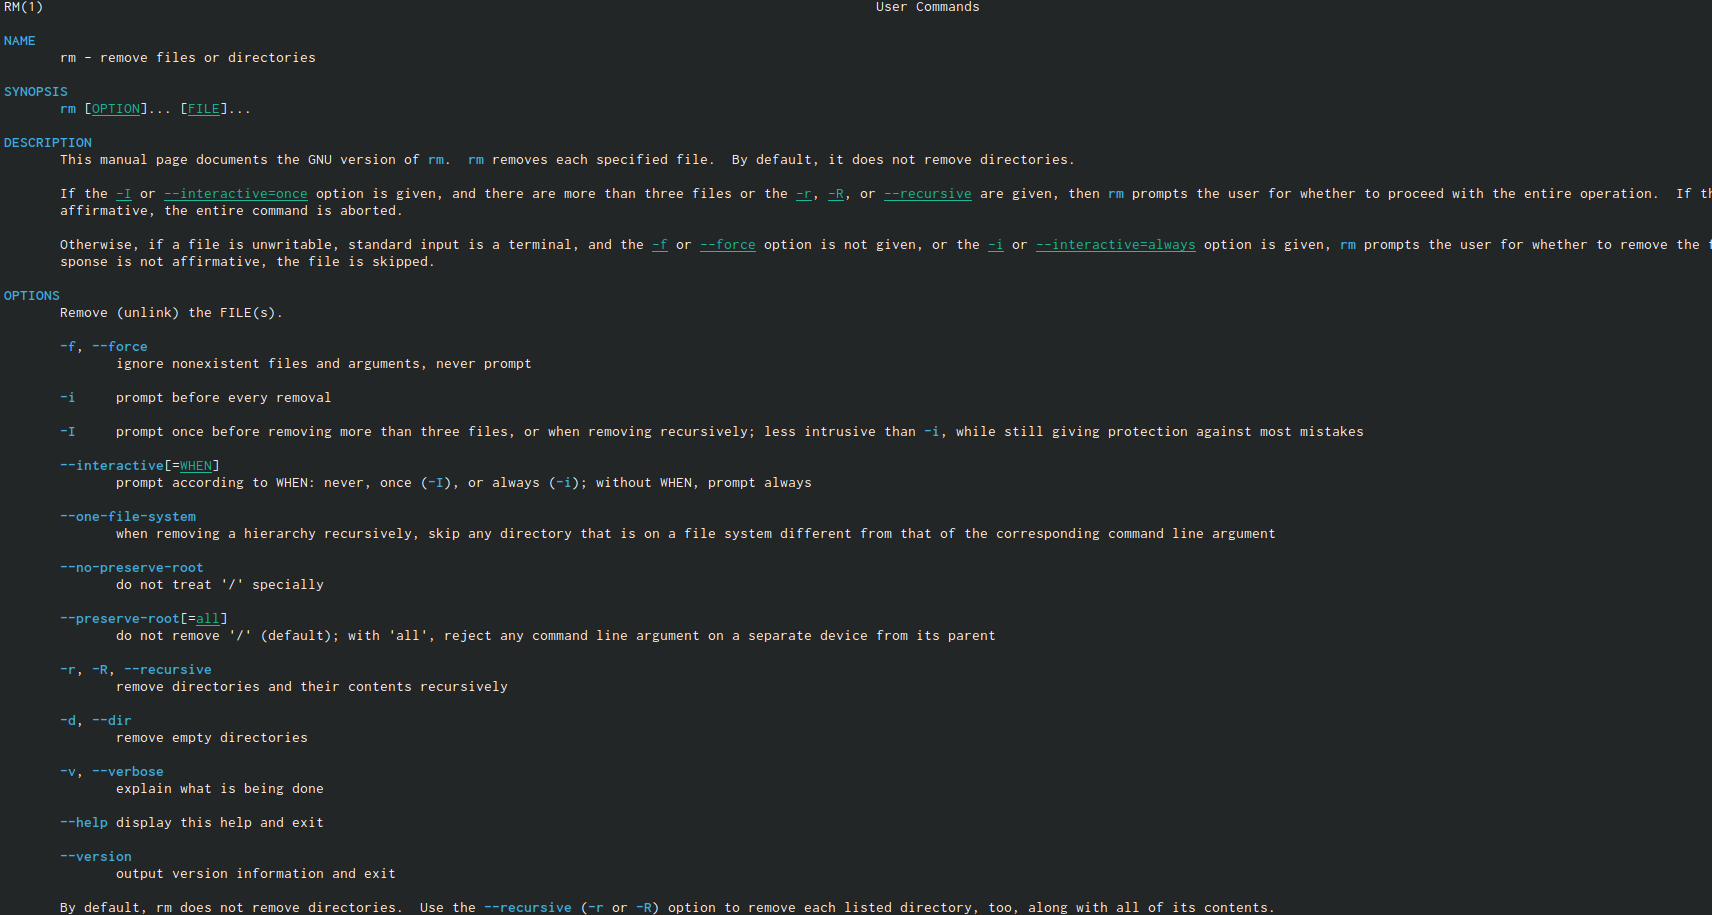 RM(1) User Commands
NAME
rm - remove files or directories
SYNOPSIS
rm [OPTION]... [FILE]...
DESCRIPTION
This manual page documents the GNU version of rm. rm removes each specified file. By default, it does not remove directories.
If the -I or --interactive=once option is given, and there are more than three files or the -r, -R, or --recursive are given, then rm prompts the user for whether to proceed with the entire operation. If
affirmative, the entire command is aborted.
Otherwise, if a file is unwritable, standard input is a terminal, and the -f or --force option is not given, or the -i or --interactive=always option is given, rm prompts the user for whether to remove the
sponse is not affirmative, the file is skipped.
OPTIONS
Remove (unlink) the FILE(s).
-f, --force
ignore nonexistent files and arguments, never prompt
-i prompt before every removal
-I prompt once before removing more than three files, or when removing recursively; less intrusive than -i, while still giving protection against most mistakes
--interactive[=WHEN]
prompt according to WHEN: never, once (-I), or always (-i); without WHEN, prompt always
--one-file-system
when removing a hierarchy recursively, skip any directory that is on a file system different from that of the corresponding command line argument
--no-preserve-root
do not treat '/' specially
--preserve-root[=all]
do not remove '/' (default); with 'all', reject any command line argument on a separate device from its parent
-r, -R, --recursive
remove directories and their contents recursively
-d, --dir
remove empty directories
-v, --verbose
explain what is being done
--help display this help and exit
--version
output version information and exit
By default, rm does not remove directories. Use the --recursive (-r or -R) option to remove each listed directory, too, along with all of its contents.